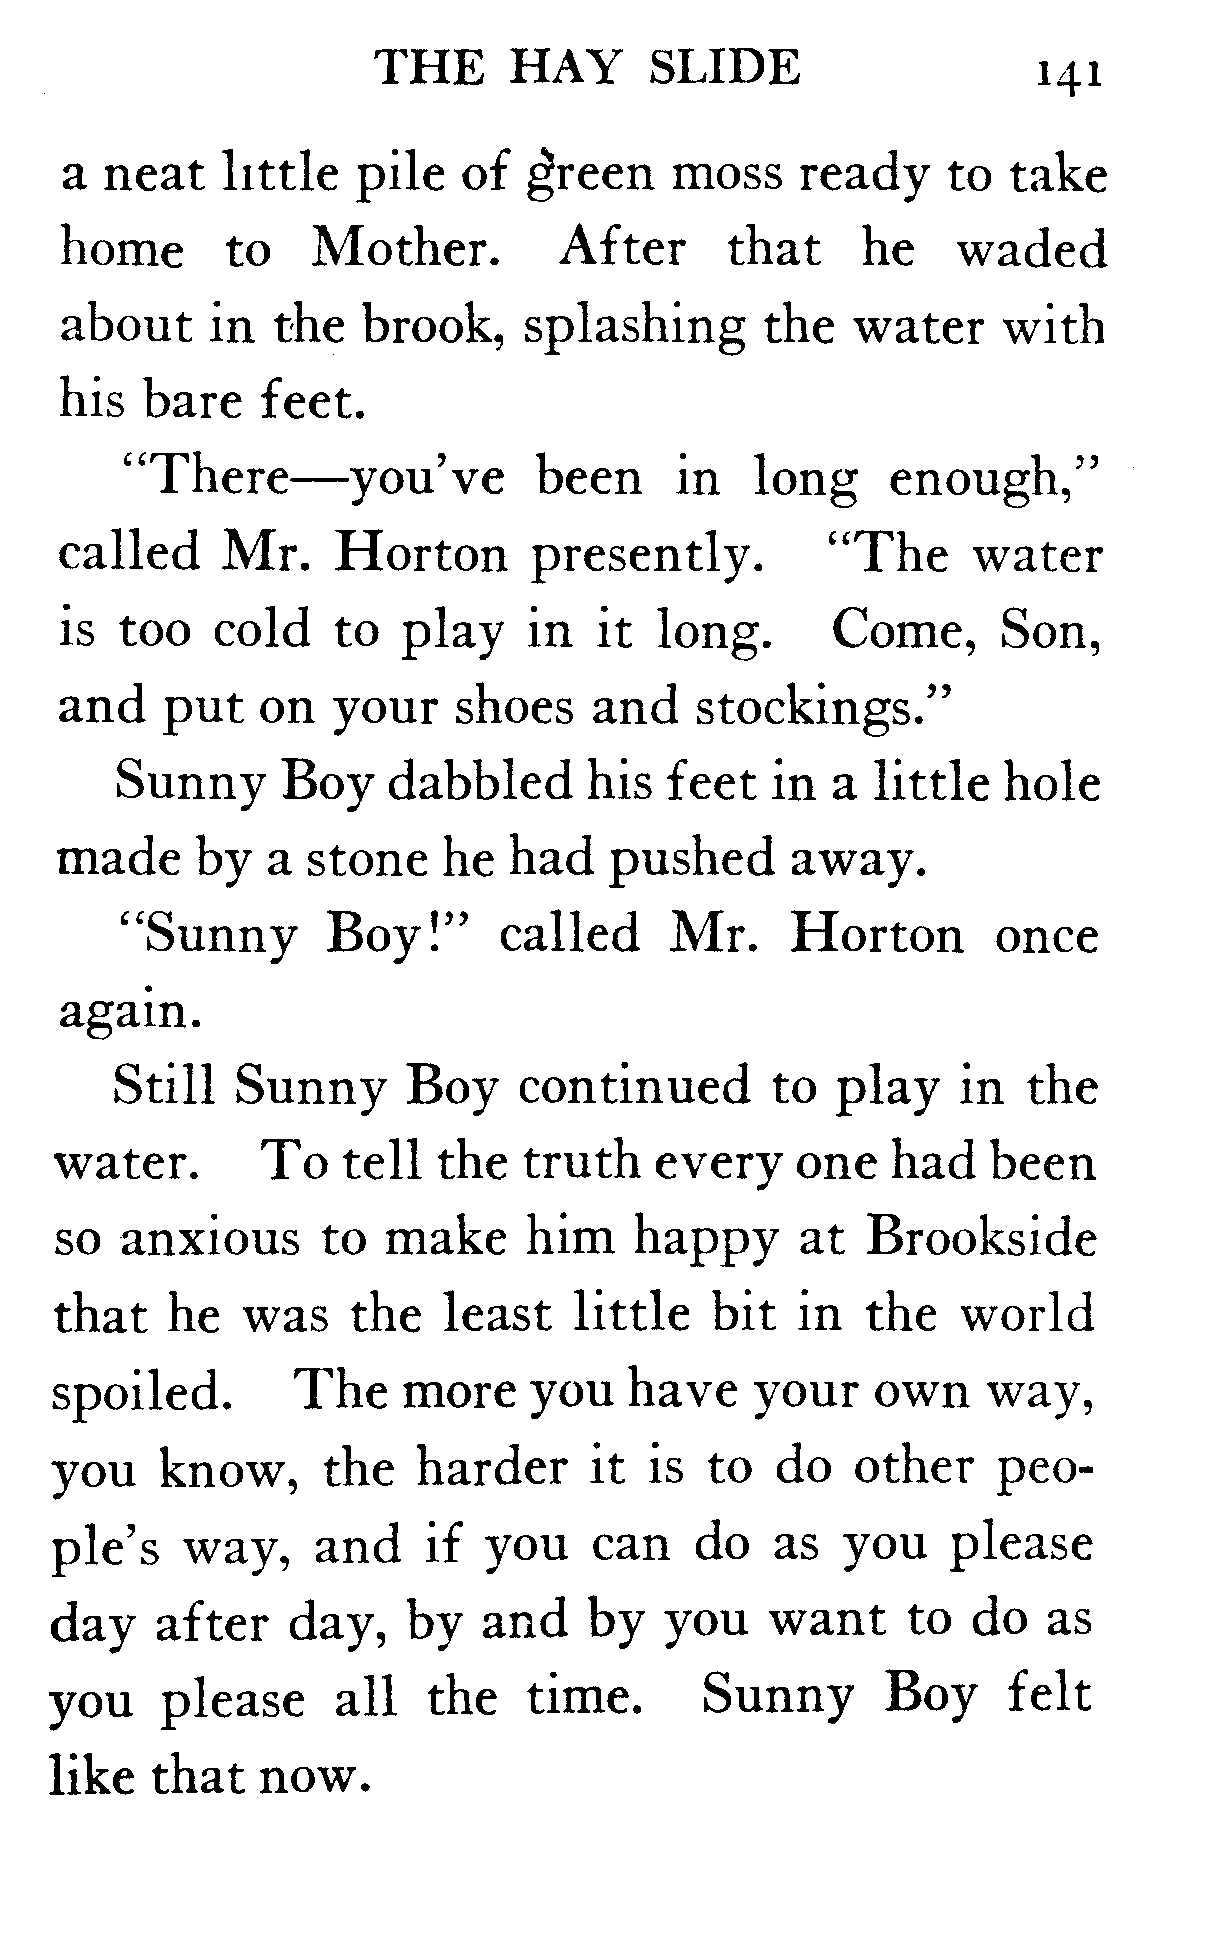 THE HAY SLIDE 141
a neat little pile of green moss ready to take
home to Mother. After that he waded
about in the brook, splashing the water with
his bare feet.
“There—you’ve been in long enough,”
called Mr. Horton presently. “The water
is too cold to play in it long. Come, Son,
and put on your shoes and stockings.”
Sunny Boy dabbled his feet in a little hole
made by a stone he had pushed away.
“Sunny Boy!” called Mr. Horton once
again.
Still Sunny Boy continued to play in the
water. To tell the truth every one had been
so anxious to make him happy at Brookside
that he was the least little bit in the world
spoiled. The more you have your own way,
you know, the harder it is to do other peo-
ple’s way, and if you can do as you please
day after day, by and by you want to do as
you please all the time. Sunny Boy felt
like that now.